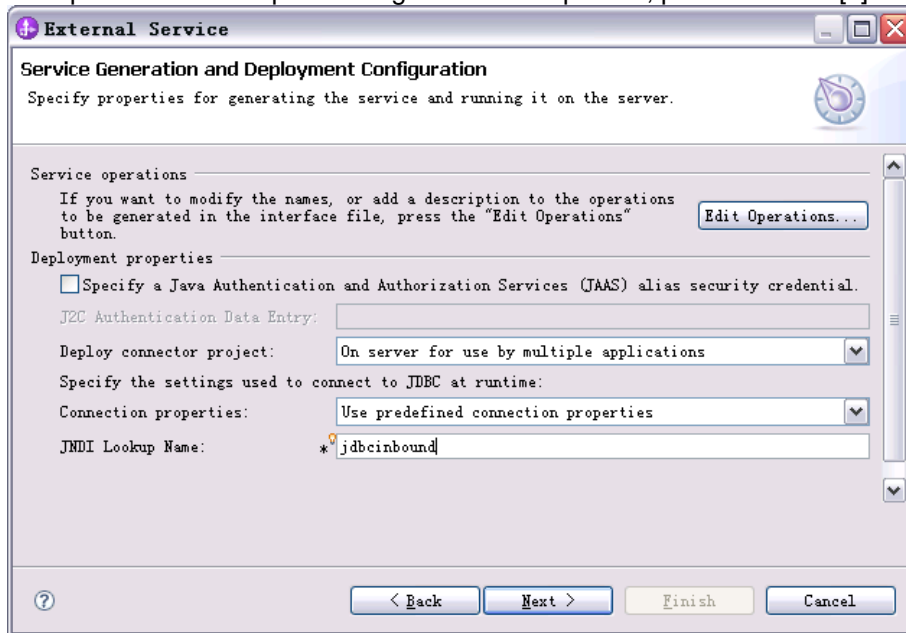 External Service
Service Generation and Deployment Configuration
Specify properties for generating the service and running it on the server.
Service operations
If you want to modify the names, or add a description to the operations
to be generated in the interface file, press the "Edit Operations"
button.
Edit Operations...
Deployment properties
Specify a Java Authentication and Authorization Services (JAAS) alias security credential.
J2C Authentication Data Entry:
Deploy connector project: On server for use by multiple applications
Specify the settings used to connect to JDBC at runtime:
Connection properties: Use predefined connection properties
JNDI Lookup Name: * jdbcinbound
? < Back Next > Finish Cancel